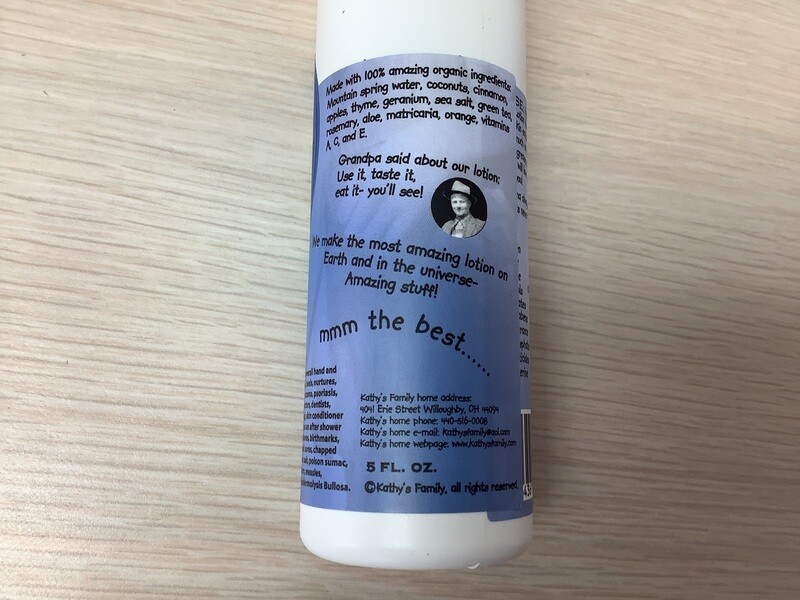 Made with 100% amazing organic ingredients:
Mountain spring water, coconuts, cinnamon,
apples, thyme, geranium, sea salt, green tea,
rosemary, aloe, matricaria, orange, vitamins
A, C, and E.
Grandpa said about our lotion:
Use it, taste it,
eat it- you'll see!
We make the most amazing lotion on
Earth and in the universe-
Amazing stuff!
mmm the best......
hand and
nurtures,
psoriasis,
dentists,
skin conditioner
after shower
birthmarks,
chapped
poison sumac,
measles,
Bullosa.
Kathy's Family home address:
4041 Erie Street Willoughby, OH 44094
Kathy's home phone: 440-516-0008
Kathy's home e-mail: kathysfamily@aol.com
Kathy's home webpage: www.Kathysfamily.com
5 FL. OZ.
©Kathy's Family, all rights reserved.